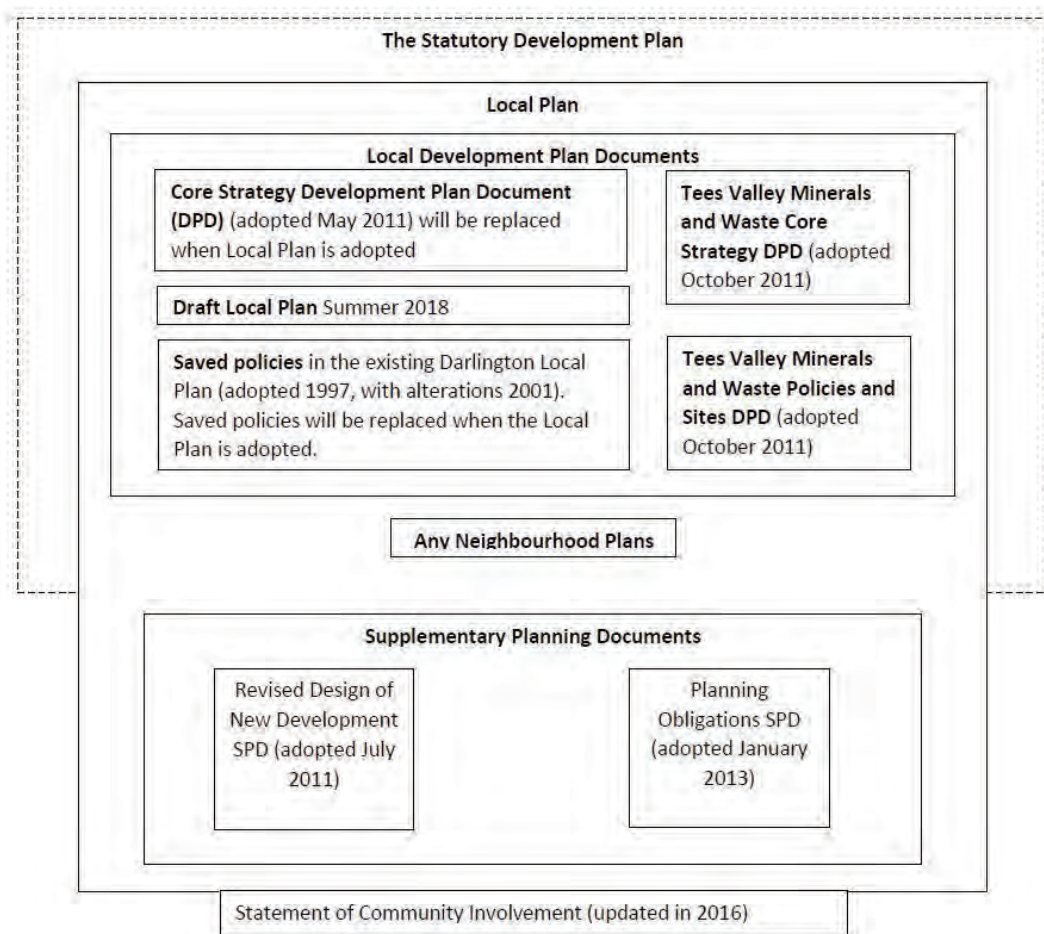 The Statutory Development Plan
Local Plan
Local Development Plan Documents
Core Strategy Development Plan Document
(DPD) (adopted May 2011) will be replaced
when Local Plan is adopted
Draft Local Plan Summer 2018
Saved policies in the existing Darlington Local
Plan (adopted 1997, with alterations 2001).
Saved policies will be replaced when the Local
Plan is adopted.
Tees Valley Minerals
and Waste Core
Strategy DPD (adopted
October 2011)
Tees Valley Minerals
and Waste Policies and
Sites DPD (adopted
October 2011)
Any Neighbourhood Plans
Supplementary Planning Documents
Revised Design of
New Development
SPD (adopted July
2011)
Planning
Obligations SPD
(adopted January
2013)
Statement of Community Involvement (updated in 2016)